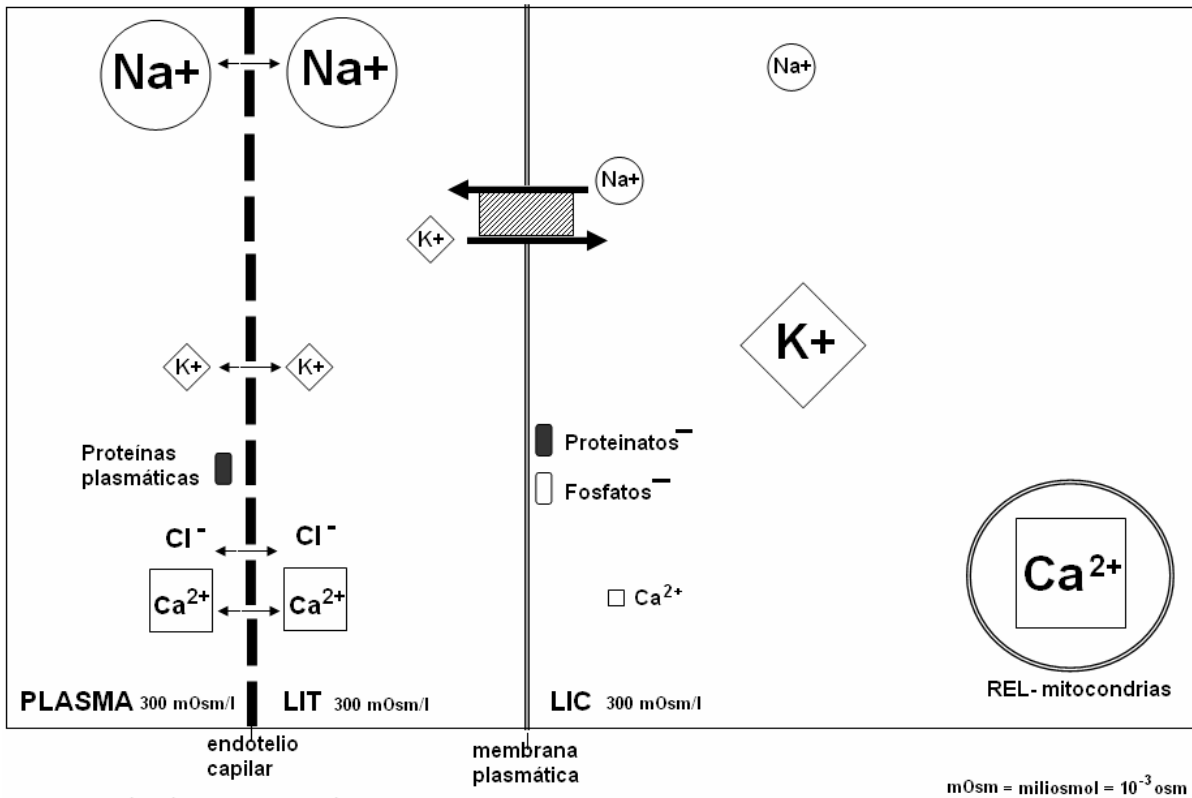 Na+
Na+
Na+
Na+
K+
K+
K+
K+
Proteínas
plasmáticas
Proteinatos⁻
Fosfatos⁻
Cl⁻
Cl⁻
Ca²⁺
Ca²⁺
Ca²⁺
Ca²⁺
REL- mitocondrias
PLASMA 300 mOsm/l
LIT 300 mOsm/l
LIC 300 mOsm/l
endotelio
capilar
membrana
plasmática
mOsm = miliosmol = 10⁻³ osm